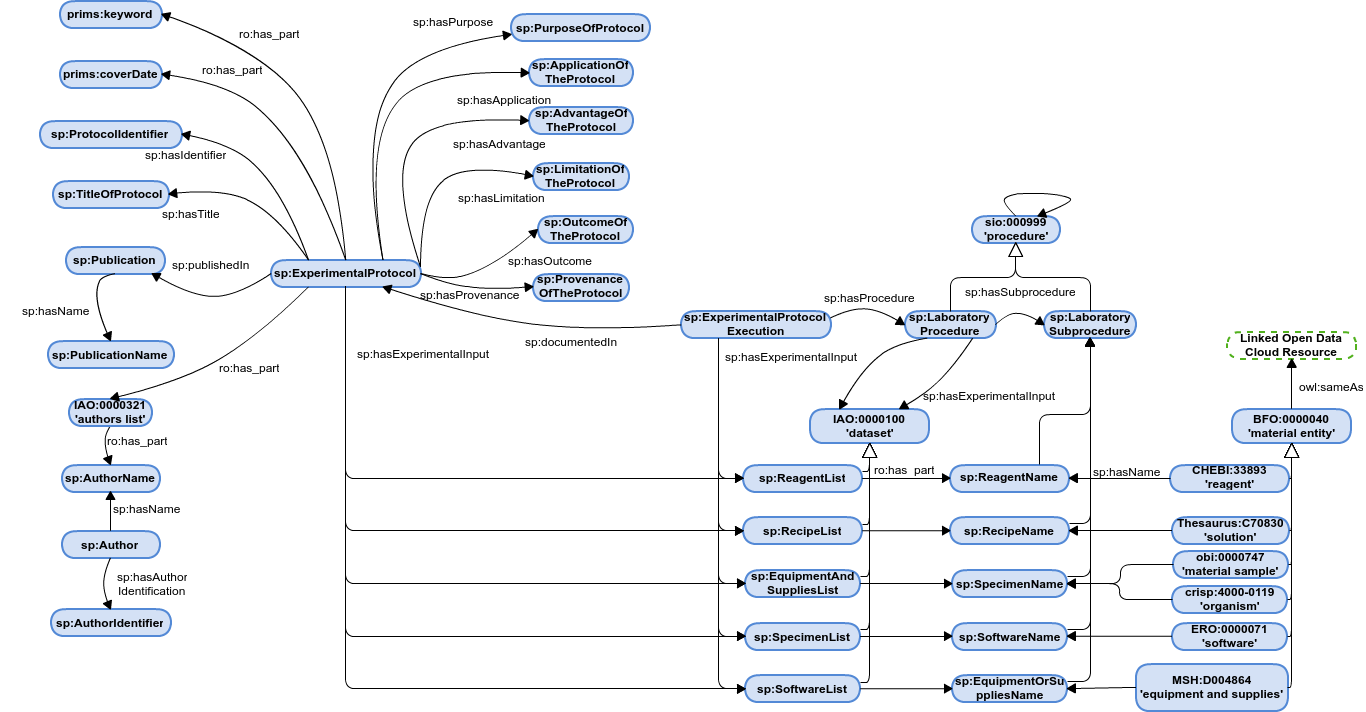 prims:keyword
ro:has_part
sp:hasPurpose
sp:PurposeOfProtocol
prims:coverDate
ro:has_part
sp:ApplicationOf
TheProtocol
sp:hasApplication
sp:AdvantageOf
TheProtocol
sp:ProtocolIdentifier
sp:hasIdentifier
sp:hasAdvantage
sp:LimitationOf
TheProtocol
sp:TitleOfProtocol
sp:hasTitle
sp:hasLimitation
sp:OutcomeOf
TheProtocol
sio:000999
'procedure'
sp:Publication
sp:publishedIn
sp:hasOutcome
sp:ExperimentalProtocol
sp:Provenance
OfTheProtocol
sp:hasProvenance
sp:hasProcedure
sp:hasSubprocedure
sp:hasName
sp:ExperimentalProtocol
Execution
sp:Laboratory
Procedure
sp:Laboratory
Subprocedure
sp:documentedIn
Linked Open Data
Cloud Resource
sp:PublicationName
sp:hasExperimentalInput
sp:hasExperimentalInput
ro:has_part
owl:sameAs
sp:hasExperimentalInput
IAO:0000321
'authors list'
IAO:0000100
'dataset'
BFO:0000040
'material entity'
ro:has_part
sp:AuthorName
sp:ReagentList
ro:has_part
sp:ReagentName
sp:hasName
CHEBI:33893
'reagent'
sp:hasName
sp:RecipeList
sp:RecipeName
Thesaurus:C70830
'solution'
sp:Author
obi:0000747
'material sample'
sp:hasAuthor
Identification
sp:EquipmentAnd
SuppliesList
sp:SpecimenName
crisp:4000-0119
'organism'
sp:AuthorIdentifier
sp:SpecimenList
sp:SoftwareName
ERO:0000071
'software'
sp:SoftwareList
sp:EquipmentOrSu
ppliesName
MSH:D004864
'equipment and supplies'